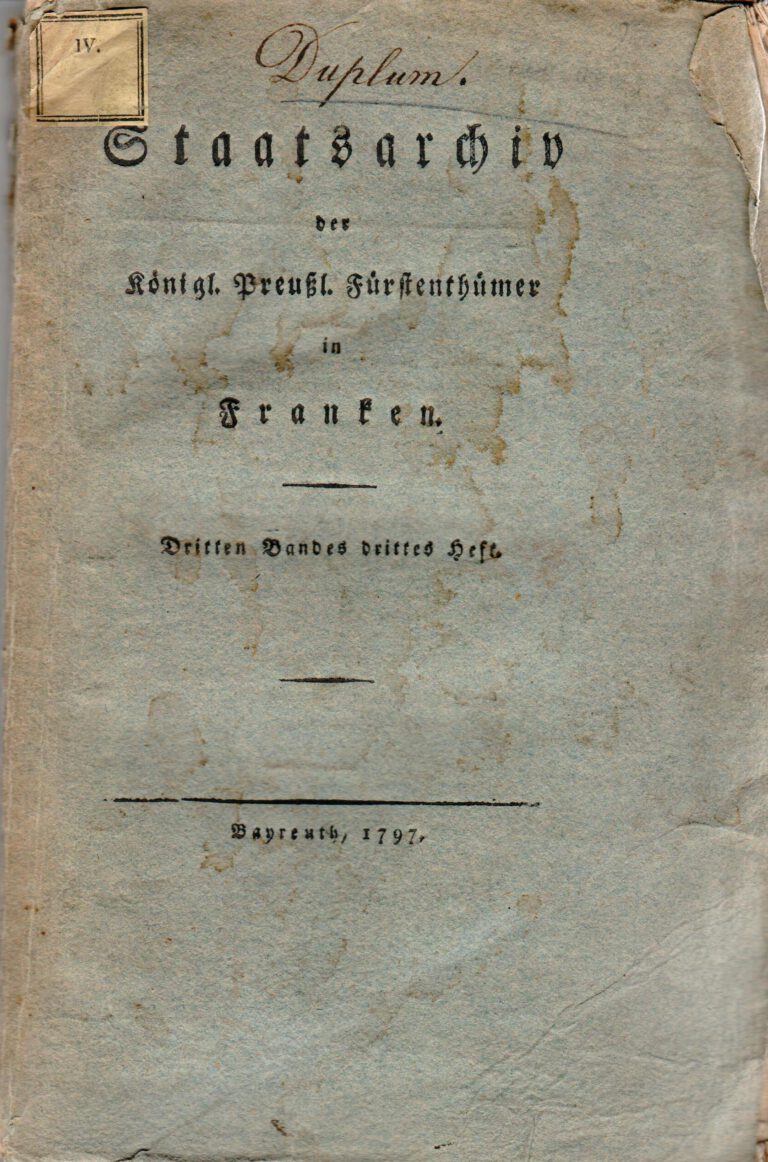 IV.
Duplum.
Staatsarchiv
der
Königl. Preußl. Fürstenthümer
in
Franken.
Dritten Bandes drittes Heft.
Bayreuth, 1797.